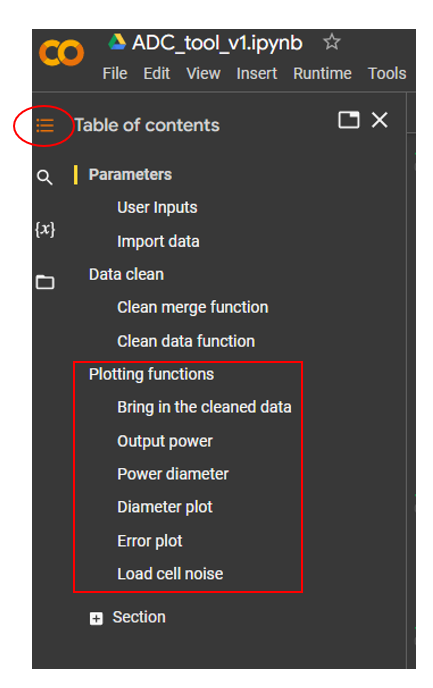 ADC_tool_v1.ipynb
File Edit View Insert Runtime Tools
Table of contents
Parameters
User Inputs
Import data
{x}
Data clean
Clean merge function
Clean data function
Plotting functions
Bring in the cleaned data
Output power
Power diameter
Diameter plot
Error plot
Load cell noise
Section